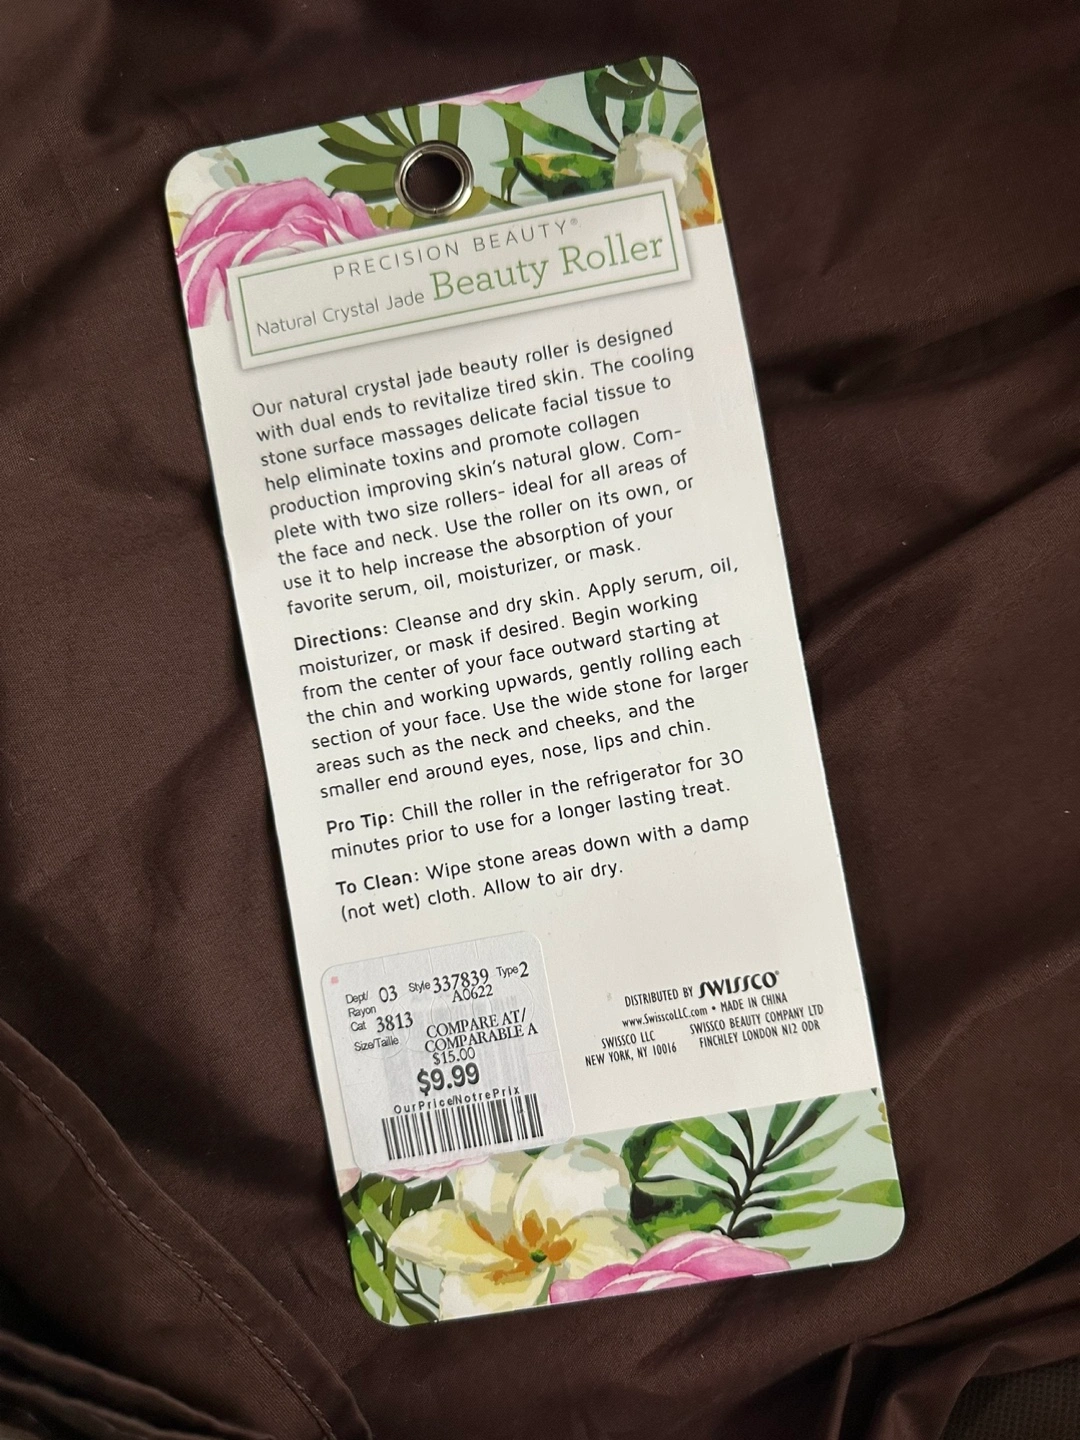 PRECISION BEAUTY®
Natural Crystal Jade Beauty Roller
Our natural crystal jade beauty roller is designed
with dual ends to revitalize tired skin. The cooling
stone surface massages delicate facial tissue to
help eliminate toxins and promote collagen
production improving skin's natural glow. Com-
plete with two size rollers- ideal for all areas of
the face and neck. Use the roller on its own, or
use it to help increase the absorption of your
favorite serum, oil, moisturizer, or mask.
Directions: Cleanse and dry skin. Apply serum, oil,
moisturizer, or mask if desired. Begin working
from the center of your face outward starting at
the chin and working upwards, gently rolling each
section of your face. Use the wide stone for larger
areas such as the neck and cheeks, and the
smaller end around eyes, nose, lips and chin.
Pro Tip: Chill the roller in the refrigerator for 30
minutes prior to use for a longer lasting treat.
To Clean: Wipe stone areas down with a damp
(not wet) cloth. Allow to air dry.
Dept/ 03 Style 337839 Type 2
Rayon A0622
Cat 3813
Size/Taille
COMPARE AT/
COMPARABLE A
$15.00
$9.99
OurPrice/NotrePrix
DISTRIBUTED BY SWISSCO®
www.SwisscoLLC.com • MADE IN CHINA
SWISSCO LLC SWISSCO BEAUTY COMPANY LTD
NEW YORK, NY 10016 FINCHLEY LONDON N12 0DR